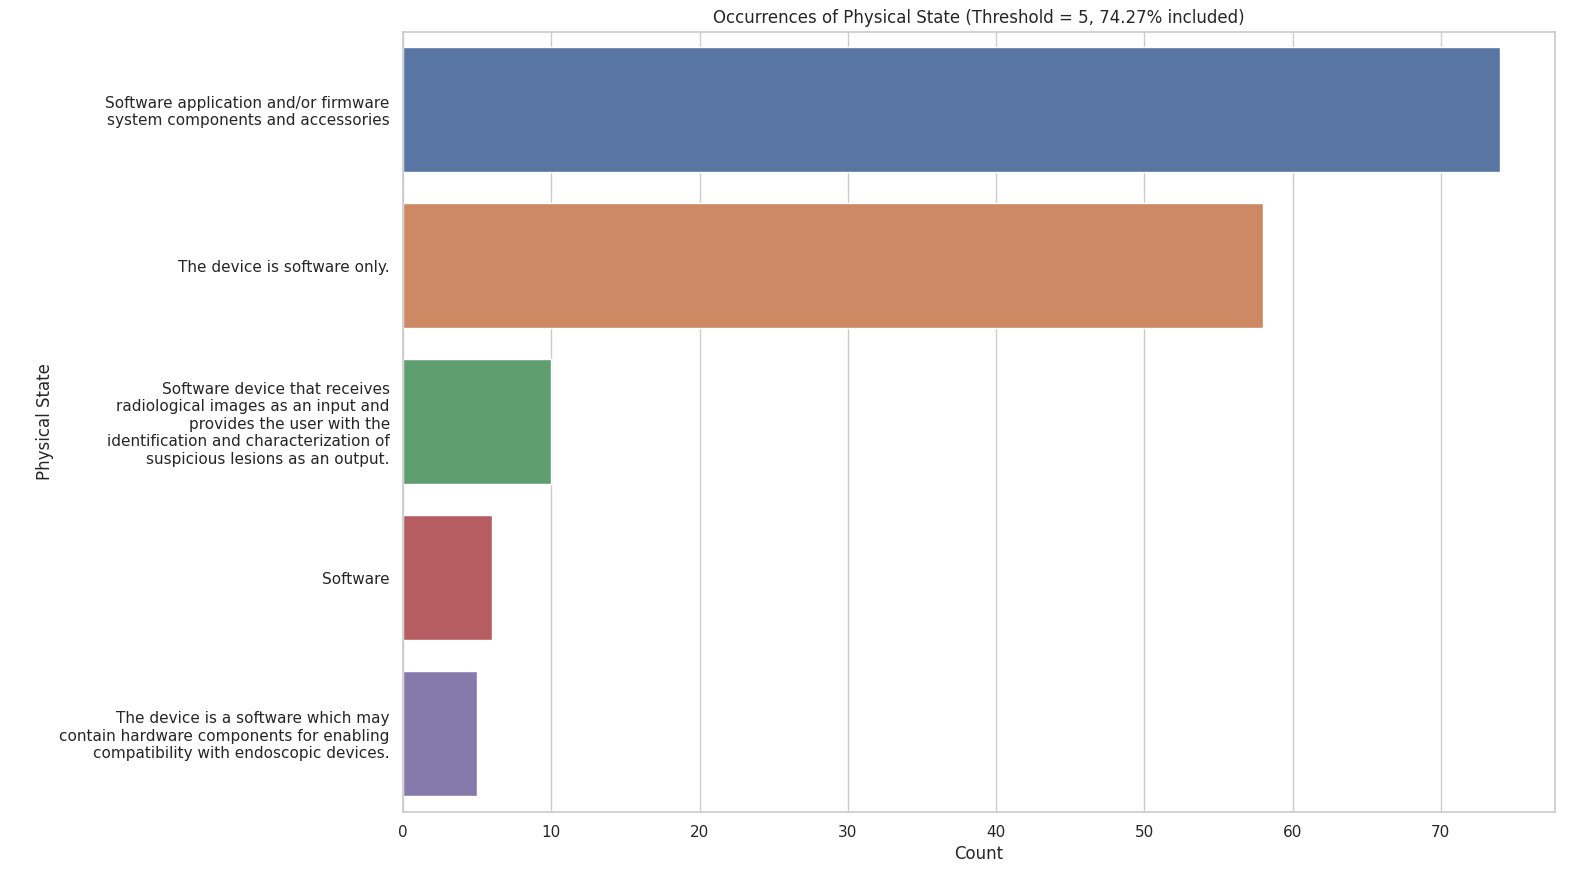 Occurrences of Physical State (Threshold = 5, 74.27% included)
Software application and/or firmware
system components and accessories
The device is software only.
Software device that receives
radiological images as an input and
provides the user with the
identification and characterization of
suspicious lesions as an output.
Software
The device is a software which may
contain hardware components for enabling
compatibility with endoscopic devices.
Physical State
0 10 20 30 40 50 60 70
Count